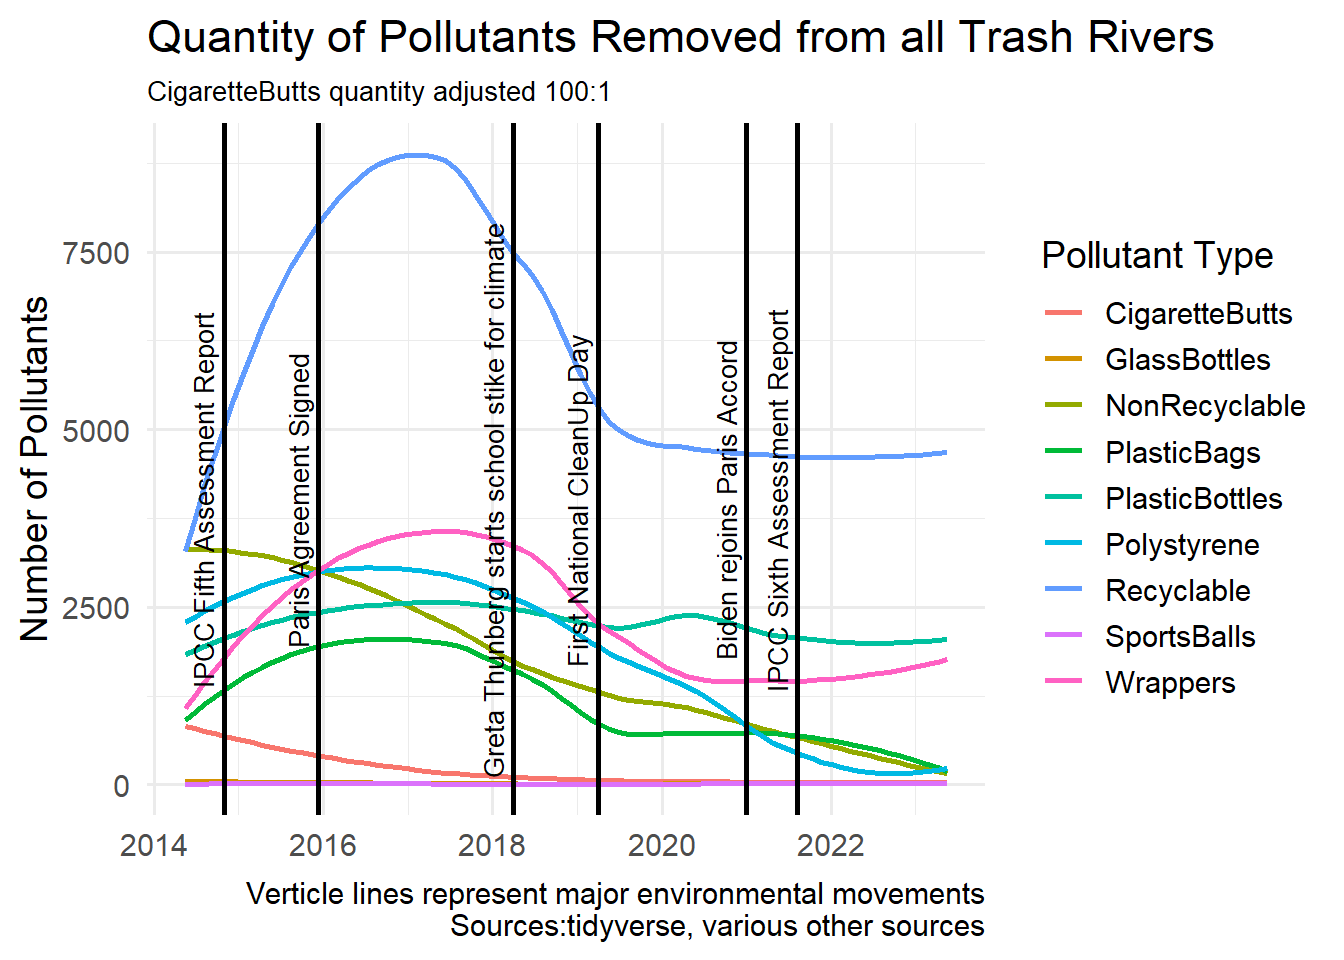 Quantity of Pollutants Removed from all Trash Rivers
CigaretteButts quantity adjusted 100:1
Number of Pollutants
7500
5000
2500
0
IPCC Fifth Assessment Report
Paris Agreement Signed
Greta Thunberg starts school stike for climate
First National CleanUp Day
Biden rejoins Paris Accord
IPCC Sixth Assessment Report
2014
2016
2018
2020
2022
Verticle lines represent major environmental movements
Sources:tidyverse, various other sources
Pollutant Type
CigaretteButts
GlassBottles
NonRecyclable
PlasticBags
PlasticBottles
Polystyrene
Recyclable
SportsBalls
Wrappers